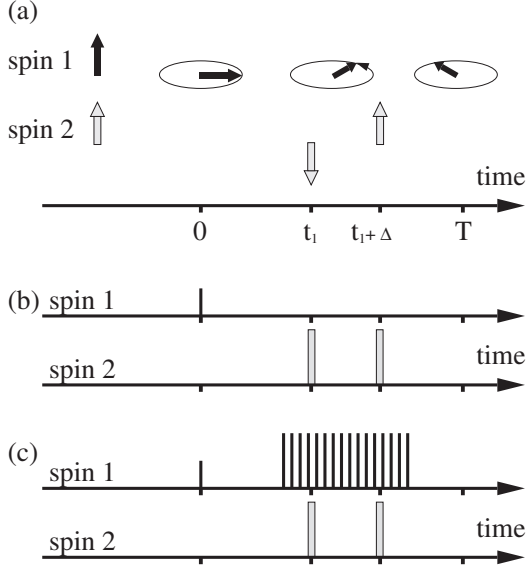 (a)
spin 1
spin 2
time
0 t₁ t₁+ Δ T
(b)
spin 1
time
spin 2
(c)
spin 1
time
spin 2